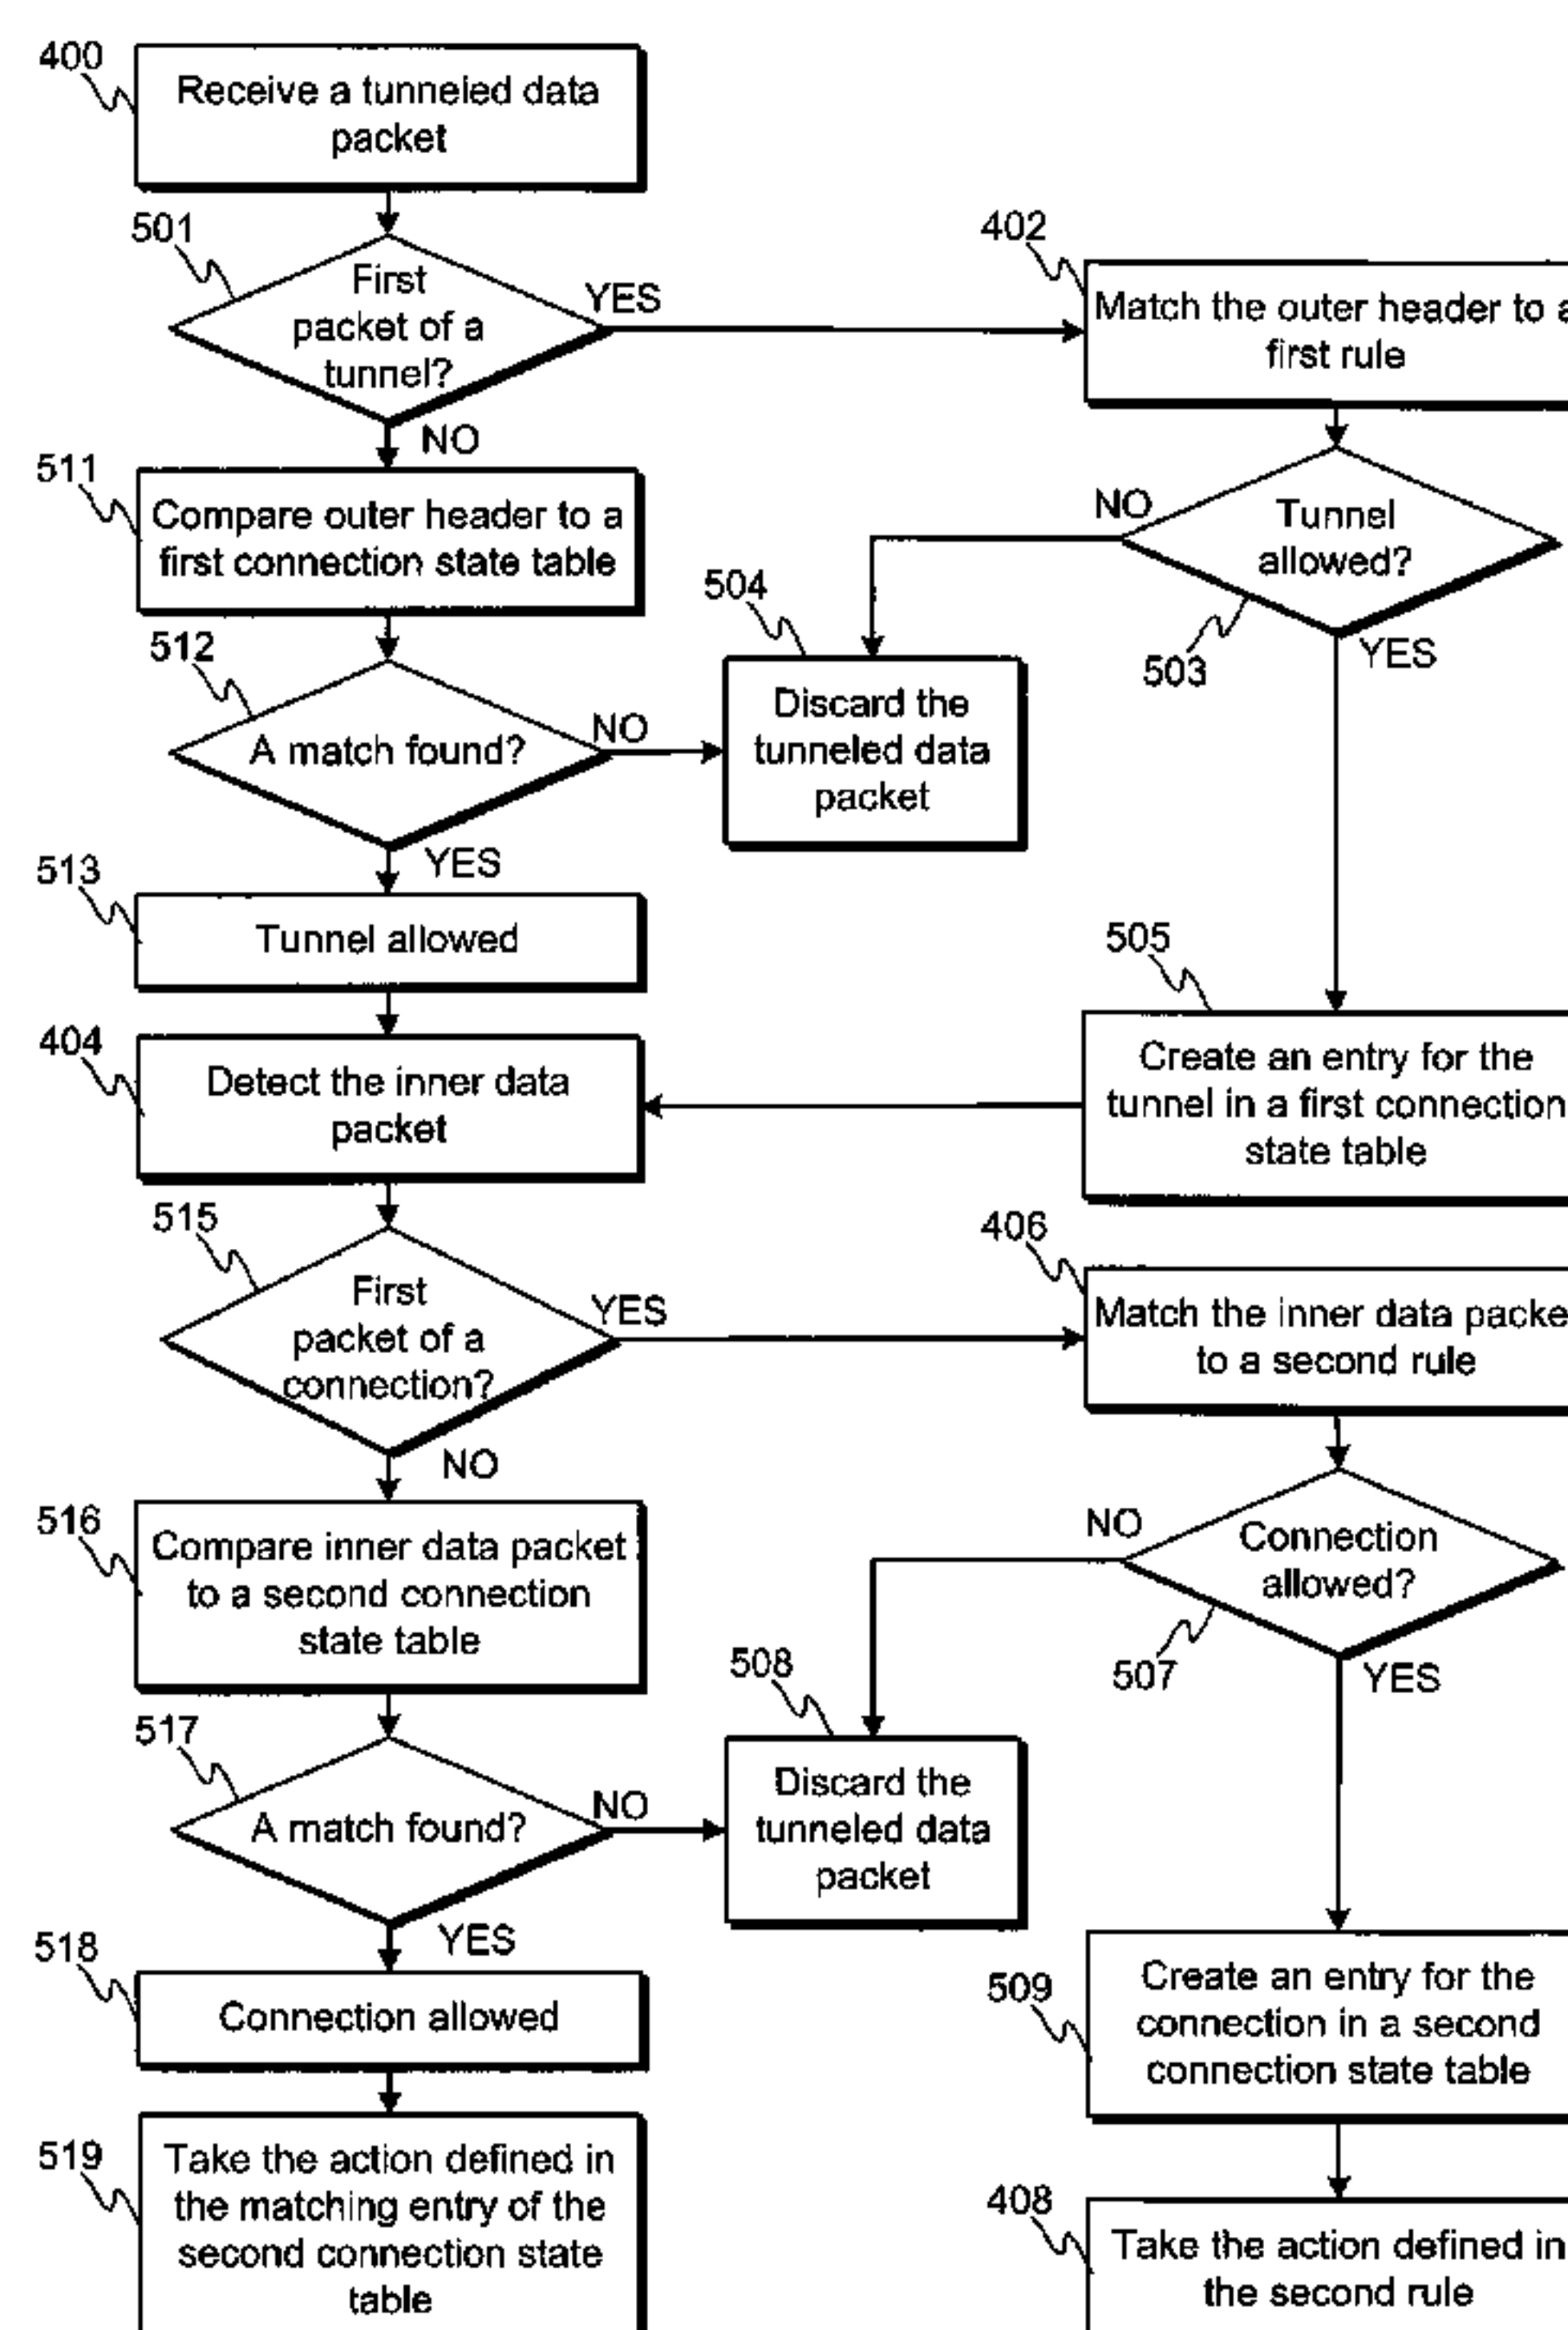 400
Receive a tunneled data
packet
501
First
packet of a
tunnel?
YES
NO
402
Match the outer header to a
first rule
511
Compare outer header to a
first connection state table
NO
Tunnel
allowed?
503
YES
504
Discard the
tunneled data
packet
512
A match found?
NO
YES
513
Tunnel allowed
505
Create an entry for the
tunnel in a first connection
state table
404
Detect the inner data
packet
515
First
packet of a
connection?
YES
NO
406
Match the inner data packe
to a second rule
516
Compare inner data packet
to a second connection
state table
NO
Connection
allowed?
507
YES
508
Discard the
tunneled data
packet
517
A match found?
NO
YES
518
Connection allowed
509
Create an entry for the
connection in a second
connection state table
519
Take the action defined in
the matching entry of the
second connection state
table
408
Take the action defined in
the second rule